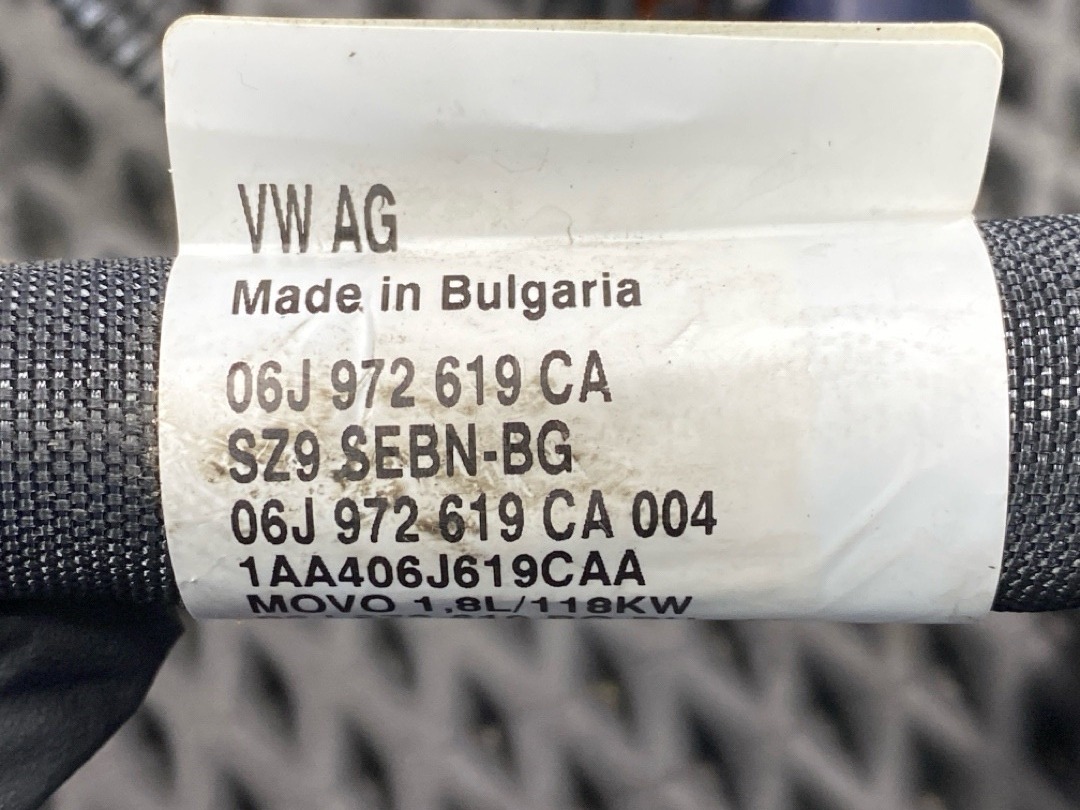 VW AG
Made in Bulgaria
06J 972 619 CA
SZ9 SEBN-BG
06J 972 619 CA 004
1AA406J619CAA
MOVO 1,8L/118KW